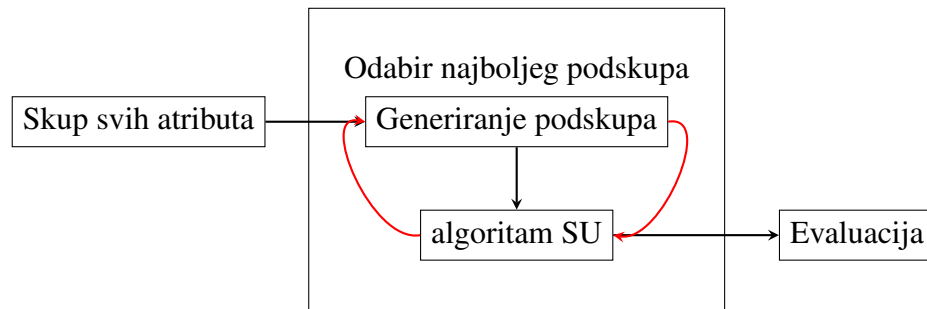 Odabir najboljeg podskupa
Skup svih atributa
Generiranje podskupa
algoritam SU
Evaluacija